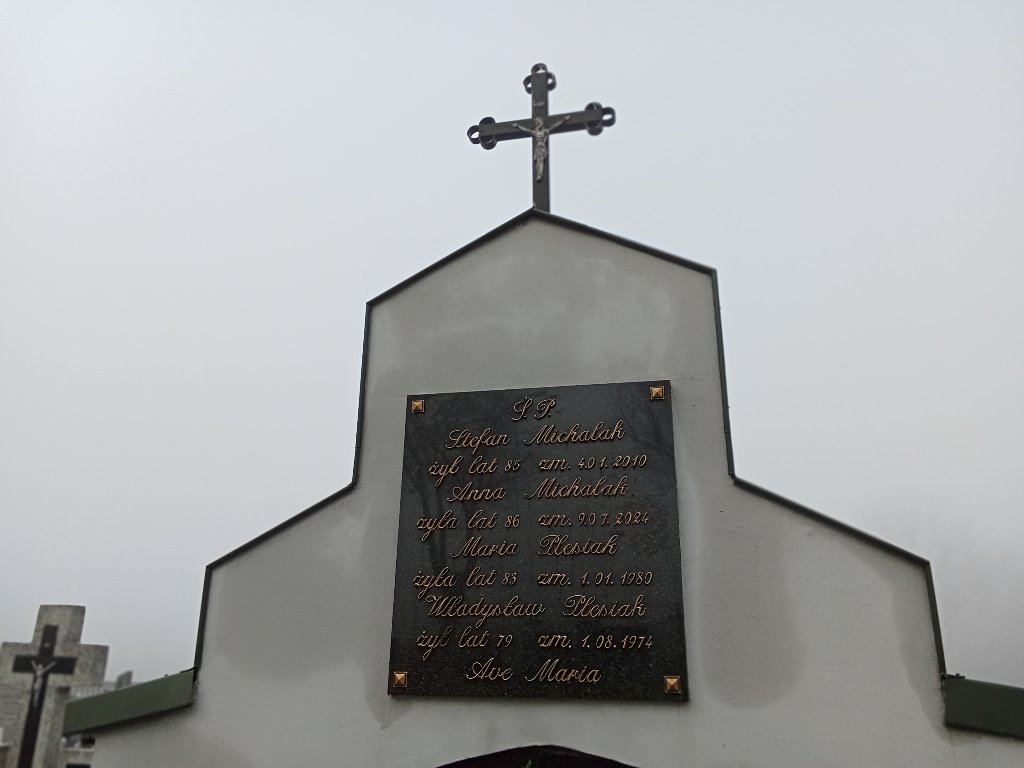 Ś. P.
Stefan Michalak
żył lat 85 zm. 4.01.2010
Anna Michalak
żyła lat 86 zm. 9.07.2024
Maria Plesiak
żyła lat 83 zm. 1.01.1980
Władysław Plesiak
żył lat 79 zm. 1.08.1974
Ave Maria